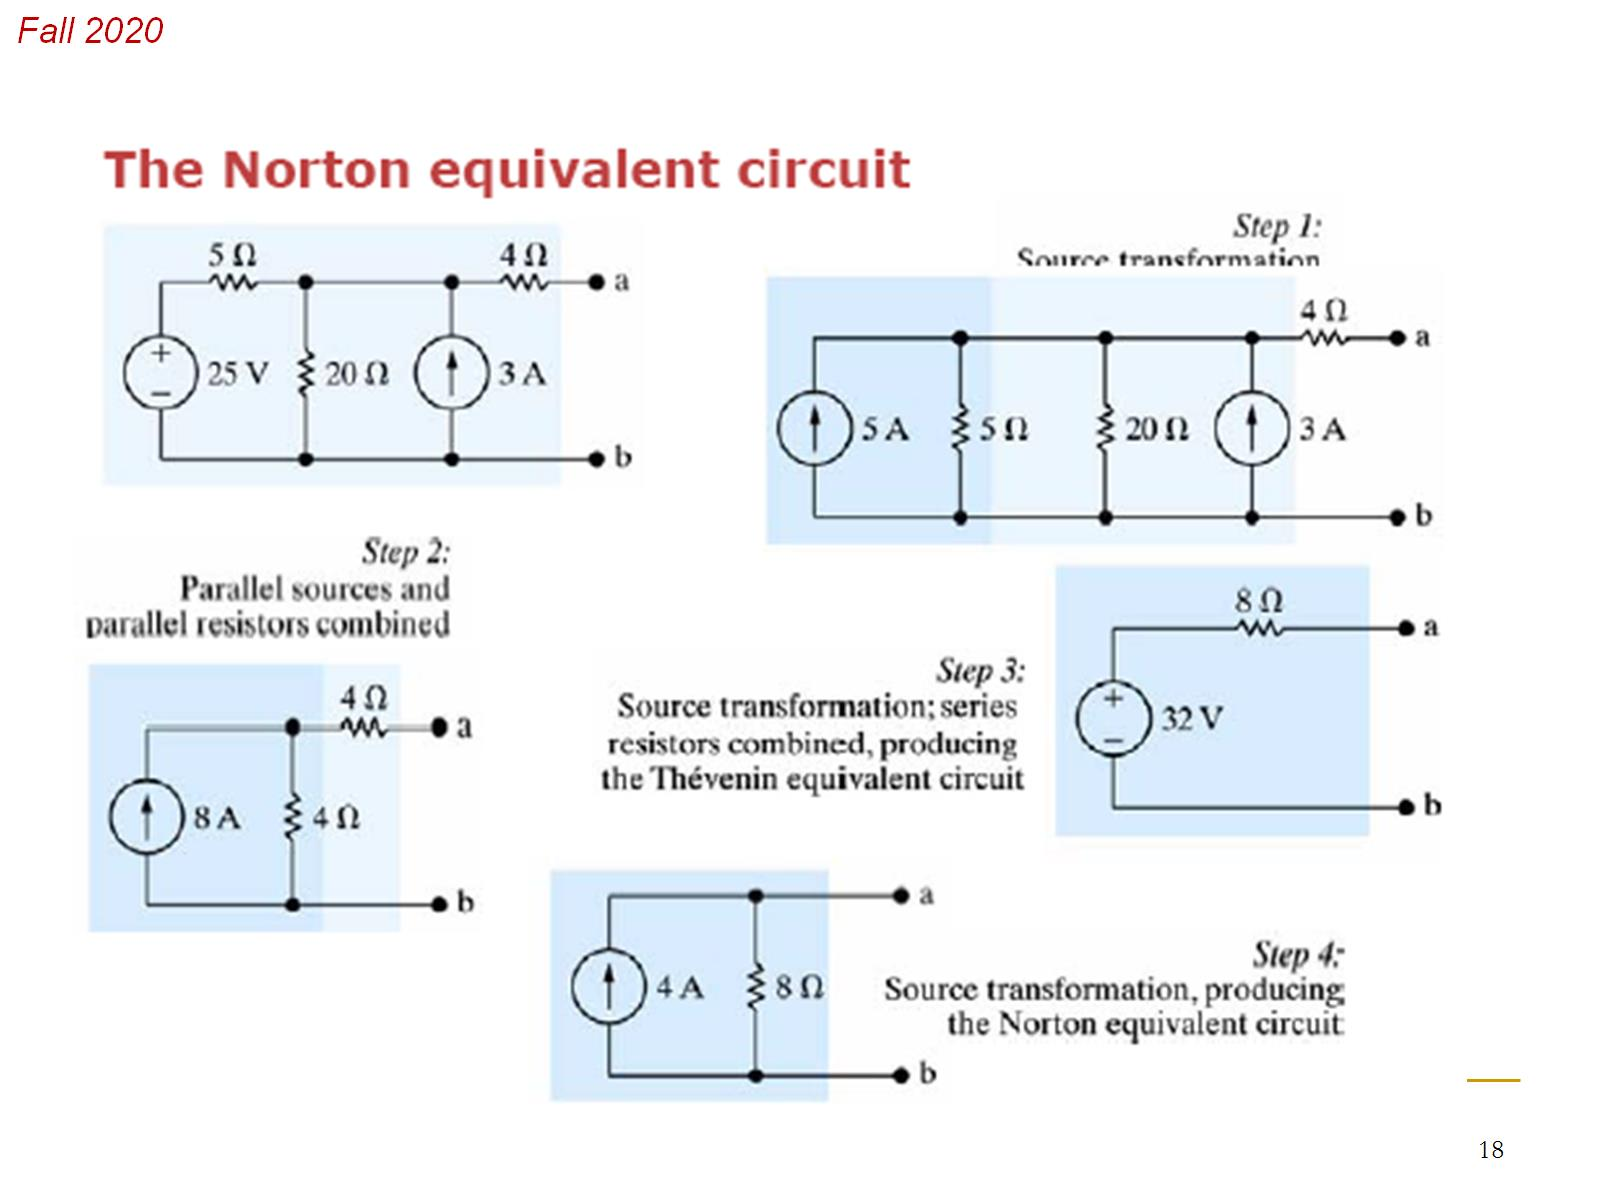 Fall 2020
The Norton equivalent circuit
5 Ω
4 Ω
a
+
−
25 V
20 Ω
3 A
b
Step 1:
Source transformation
4 Ω
a
5 A
5 Ω
20 Ω
3 A
b
Step 2:
Parallel sources and
parallel resistors combined
4 Ω
a
8 A
4 Ω
b
Step 3:
Source transformation; series
resistors combined, producing
the Thévenin equivalent circuit
8 Ω
a
+
−
32 V
b
a
4 A
8 Ω
b
Step 4:
Source transformation, producing
the Norton equivalent circuit
18